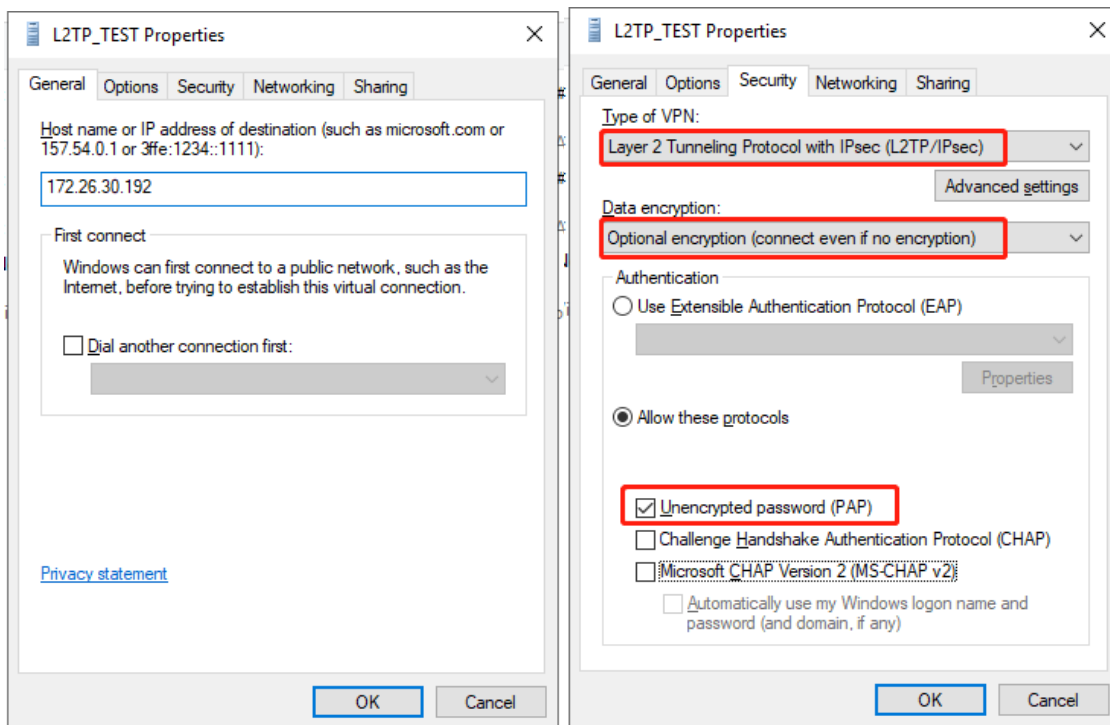 L2TP_TEST Properties
General Options Security Networking Sharing
Host name or IP address of destination (such as microsoft.com or
157.54.0.1 or 3ffe:1234::1111):
172.26.30.192
First connect
Windows can first connect to a public network, such as the
Internet, before trying to establish this virtual connection.
Dial another connection first:
Privacy statement
OK Cancel
L2TP_TEST Properties
General Options Security Networking Sharing
Type of VPN:
Layer 2 Tunneling Protocol with IPsec (L2TP/IPsec)
Advanced settings
Data encryption:
Optional encryption (connect even if no encryption)
Authentication
Use Extensible Authentication Protocol (EAP)
Properties
Allow these protocols
Unencrypted password (PAP)
Challenge Handshake Authentication Protocol (CHAP)
Microsoft CHAP Version 2 (MS-CHAP v2)
Automatically use my Windows logon name and
password (and domain, if any)
OK Cancel